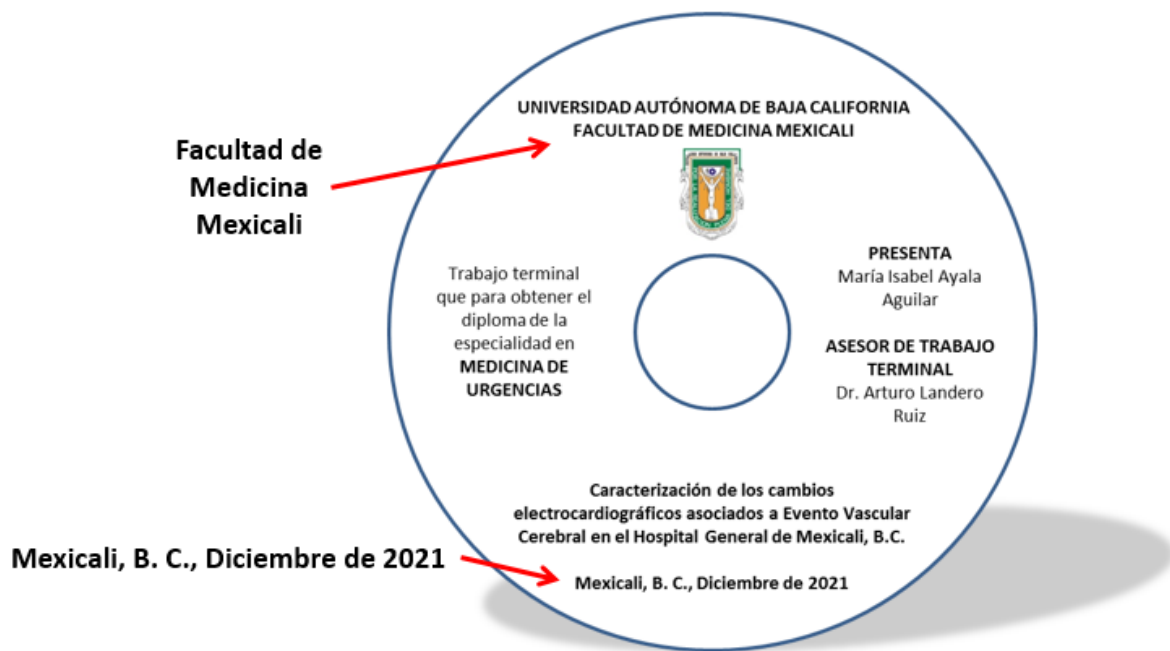 UNIVERSIDAD AUTÓNOMA DE BAJA CALIFORNIA
FACULTAD DE MEDICINA MEXICALI
Facultad de
Medicina
Mexicali
Trabajo terminal
que para obtener el
diploma de la
especialidad en
MEDICINA DE
URGENCIAS
PRESENTA
María Isabel Ayala
Aguilar
ASESOR DE TRABAJO
TERMINAL
Dr. Arturo Landero
Ruiz
Caracterización de los cambios
electrocardiográficos asociados a Evento Vascular
Cerebral en el Hospital General de Mexicali, B.C.
Mexicali, B. C., Diciembre de 2021
Mexicali, B. C., Diciembre de 2021